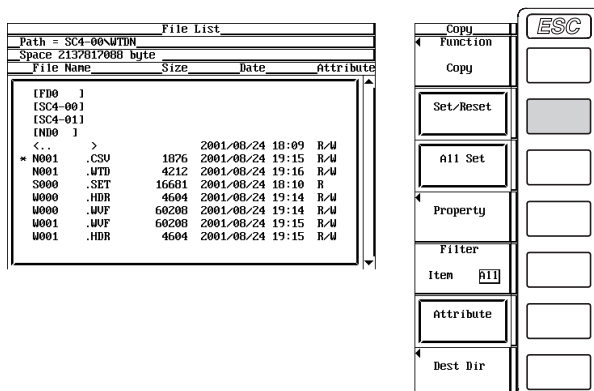 File List
Path = SC4-00\WTDN
Space 2137817088 byte
File Name Size Date Attribute
[FD0 ]
[SC4-00]
[SC4-01]
[ND0 ]
<.. > 2001/08/24 18:09 R/W
* N001 .CSV 1876 2001/08/24 19:15 R/W
N001 .WTD 4212 2001/08/24 19:16 R/W
S000 .SET 16681 2001/08/24 18:10 R
W000 .HDR 4604 2001/08/24 19:14 R/W
W000 .WVF 60208 2001/08/24 19:14 R/W
W001 .WVF 60208 2001/08/24 19:15 R/W
W001 .HDR 4604 2001/08/24 19:15 R/W
Copy
Function
Copy
Set/Reset
All Set
Property
Filter
Item All
Attribute
Dest Dir
ESC